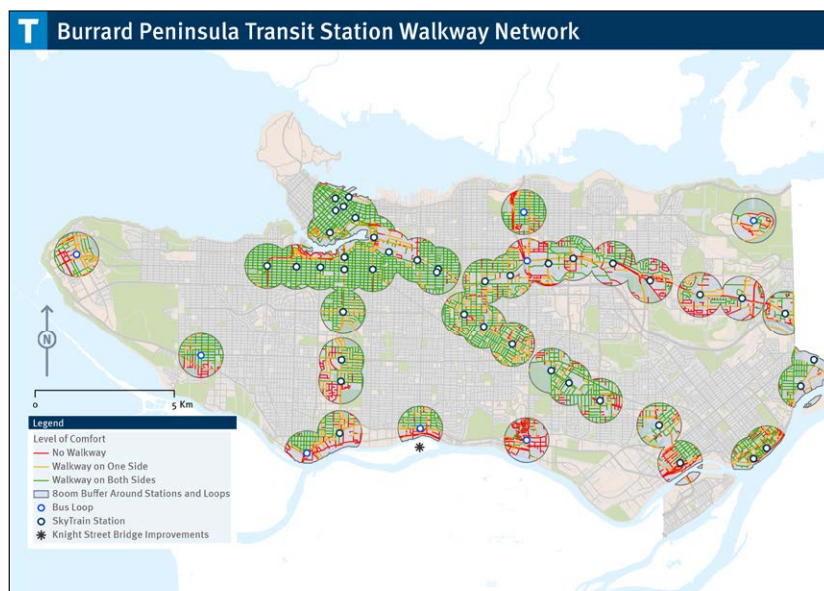 T Burrard Peninsula Transit Station Walkway Network
N
0 5 Km
Legend
Level of Comfort
No Walkway
Walkway on One Side
Walkway on Both Sides
800m Buffer Around Stations and Loops
Bus Loop
SkyTrain Station
Knight Street Bridge Improvements